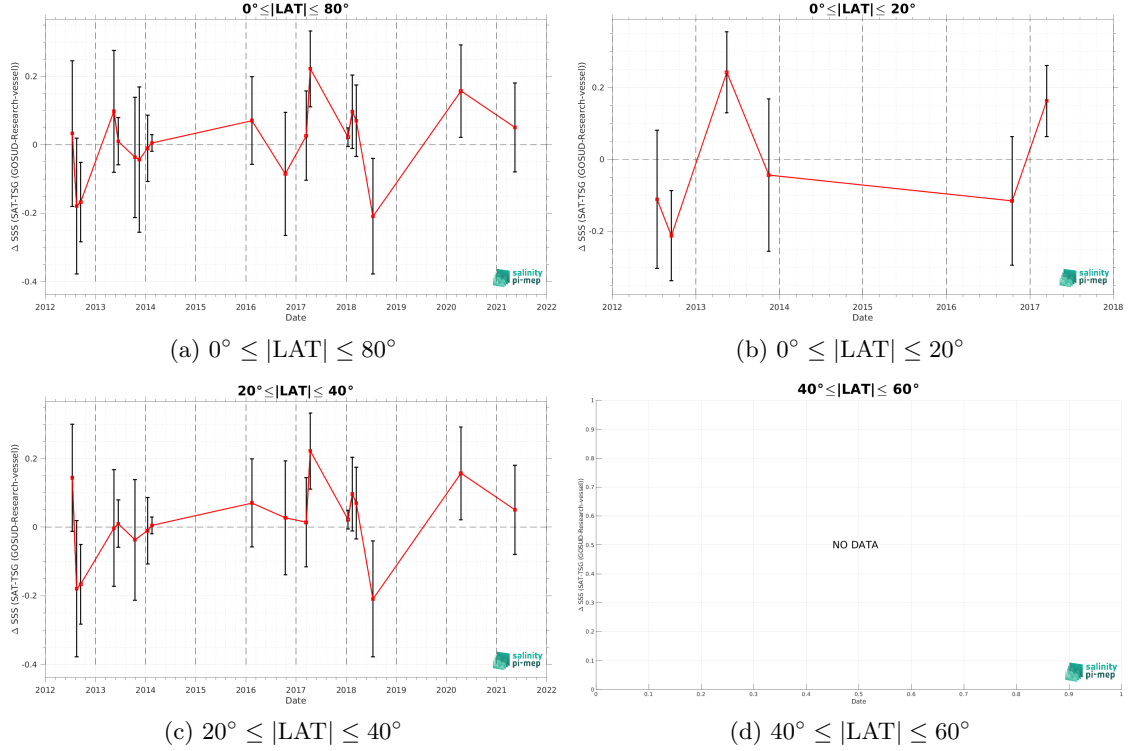 0°≤|LAT|≤ 80°
Δ SSS (SAT-TSG (GOSUD-Research-vessel))
0.2
0
-0.2
-0.4
2012 2013 2014 2015 2016 2017 2018 2019 2020 2021 2022
Date
salinity
pi-mep
(a) 0° ≤ |LAT| ≤ 80°
0°≤|LAT|≤ 20°
Δ SSS (SAT-TSG (GOSUD-Research-vessel))
0.2
0
-0.2
2012 2013 2014 2015 2016 2017 2018
Date
salinity
pi-mep
(b) 0° ≤ |LAT| ≤ 20°
20°≤|LAT|≤ 40°
Δ SSS (SAT-TSG (GOSUD-Research-vessel))
0.2
0
-0.2
-0.4
2012 2013 2014 2015 2016 2017 2018 2019 2020 2021 2022
Date
salinity
pi-mep
(c) 20° ≤ |LAT| ≤ 40°
40°≤|LAT|≤ 60°
Δ SSS (SAT-TSG (GOSUD-Research-vessel))
1
0.9
0.8
0.7
0.6
0.5
0.4
0.3
0.2
0.1
0
NO DATA
0 0.1 0.2 0.3 0.4 0.5 0.6 0.7 0.8 0.9 1
Date
salinity
pi-mep
(d) 40° ≤ |LAT| ≤ 60°